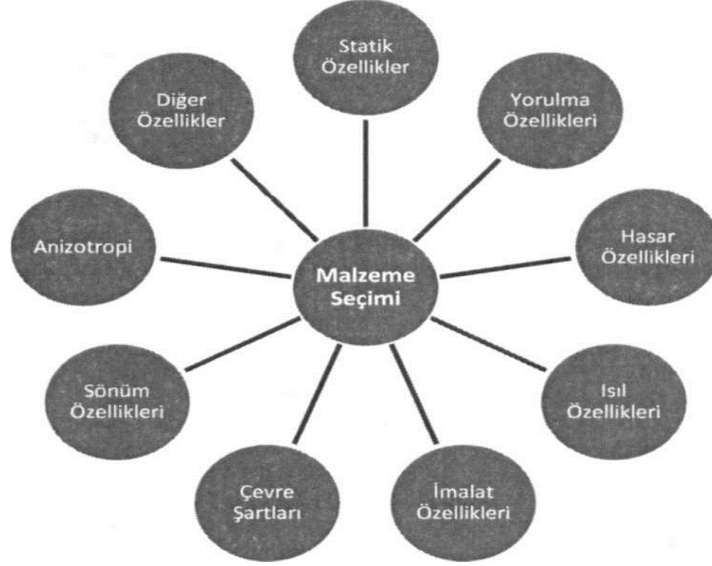 Statik
Özellikler
Yorulma
Özellikleri
Hasar
Özellikleri
Isıl
Özellikleri
İmalat
Özellikleri
Çevre
Şartları
Sönüm
Özellikleri
Anizotropi
Diğer
Özellikler
Malzeme
Seçimi